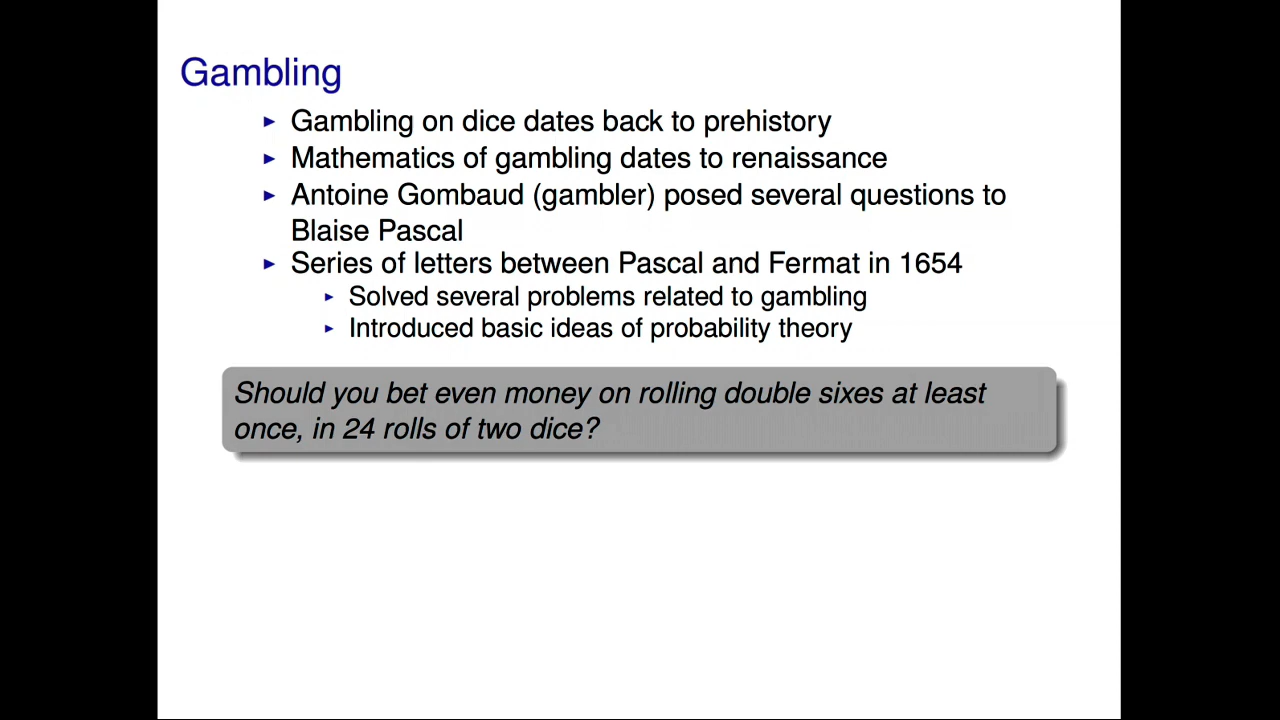 Gambling
Gambling on dice dates back to prehistory
Mathematics of gambling dates to renaissance
Antoine Gombaud (gambler) posed several questions to
Blaise Pascal
Series of letters between Pascal and Fermat in 1654
Solved several problems related to gambling
Introduced basic ideas of probability theory
Should you bet even money on rolling double sixes at least
once, in 24 rolls of two dice?